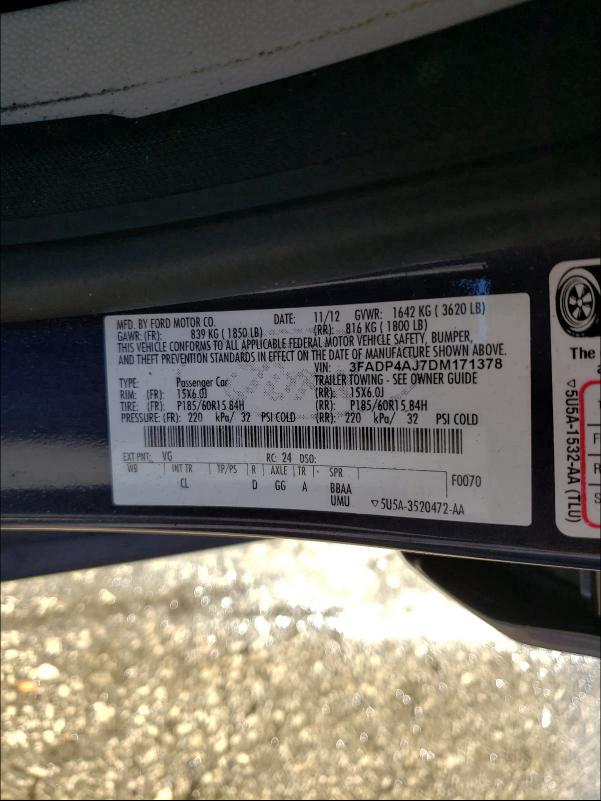 MFD. BY FORD MOTOR CO.
DATE: 11/12 GVWR: 1642 KG ( 3620 LB)
GAWR: (FR): 839 KG ( 1850 LB) (RR): 816 KG ( 1800 LB)
THIS VEHICLE CONFORMS TO ALL APPLICABLE FEDERAL MOTOR VEHICLE SAFETY, BUMPER,
AND THEFT PREVENTION STANDARDS IN EFFECT ON THE DATE OF MANUFACTURE SHOWN ABOVE.
VIN: 3FADP4AJ7DM171378
TYPE: Passenger Car TRAILER TOWING - SEE OWNER GUIDE
RIM: (FR) 15X6.0J (RR): 15X6.0J
TIRE: (FR) P185/60R15 84H (RR): P185/60R15 84H
PRESSURE: (FR) 220 kPa/ 32 PSI COLD (RR): 220 kPa/ 32 PSI COLD
EXT PNT: VG RC: 24 DSO:
WB INT TR TP/PS R AXLE TR SPR F0070
CL D GG A BBAA
UMU ▽5U5A-3520472-AA
The
▽5U5A-1532-AA (TLU)
F
R
S